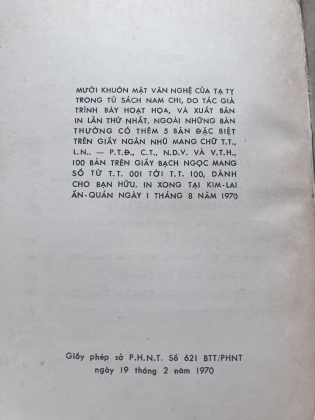 MƯỜI KHUÔN MẶT VĂN NGHỆ CỦA TẠ TỴ
TRONG TỦ SÁCH NAM CHI, DO TÁC GIẢ
TRÌNH BÀY HOẠT HỌA, VÀ XUẤT BẢN
IN LẦN THỨ NHẤT, NGOÀI NHỮNG BẢN
THƯỜNG CÓ THÊM 5 BẢN ĐẶC BIỆT
TRÊN GIẤY NGÂN NHŨ MANG CHỮ T.T.,
L.N. — P.T.Đ., C.T., N.D.V. VÀ V.T.H.,
100 BẢN TRÊN GIẤY BẠCH NGỌC MANG
SỐ TỪ T.T. 001 TỚI T.T. 100, DÀNH
CHO BẠN HỮU. IN XONG TẠI KIM-LAI
ẤN-QUÁN NGÀY 1 THÁNG 8 NĂM 1970
Giấy phép số P.H.N.T. Số 621 BTT/PHNT
ngày 19 tháng 2 năm 1970